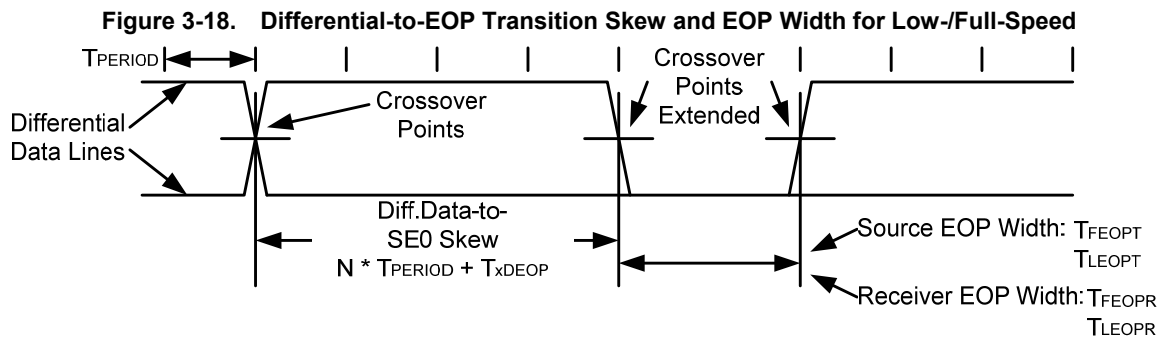 Figure 3-18. Differential-to-EOP Transition Skew and EOP Width for Low-/Full-Speed
TPERIOD
Differential
Data Lines
Crossover
Points
Crossover
Points
Extended
Diff.Data-to-
SE0 Skew
N * TPERIOD + TxDEOP
Source EOP Width: TFEOPT
TLEOPT
Receiver EOP Width: TFEOPR
TLEOPR